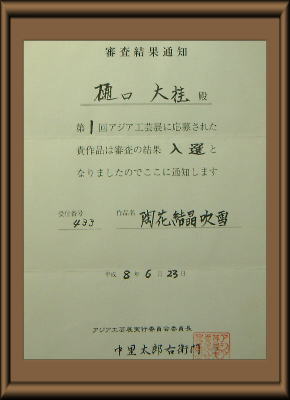 審査結果通知
樋口大桂殿
第1回アジア工芸展に応募された
貴作品は審査の結果入選と
なりましたのでここに通知します
受付番号 433 作品名 陶花結晶吹雪
平成8年6月23日
アジア工芸展実行委員会委員長
中里太郎右衛門